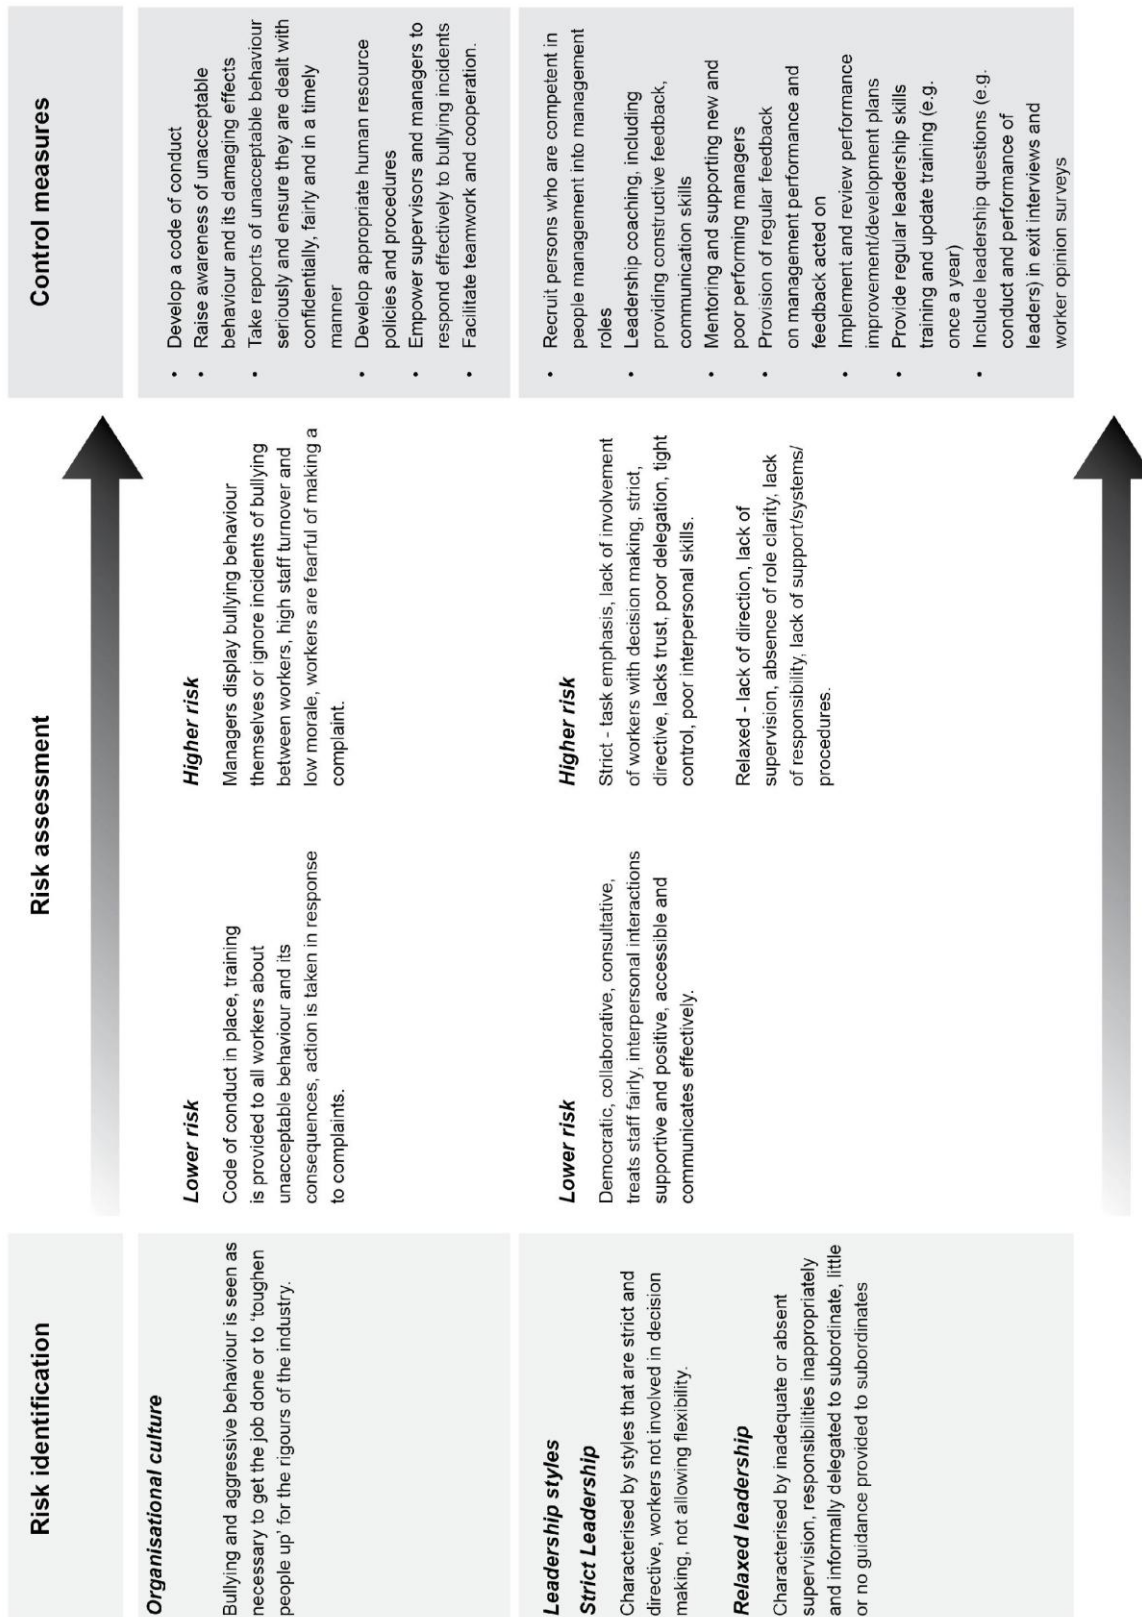 Risk identification
Risk assessment
Control measures
Organisational culture
Bullying and aggressive behaviour is seen as
necessary to get the job done or to ‘toughen
people up’ for the rigours of the industry.
Lower risk
Code of conduct in place, training
is provided to all workers about
unacceptable behaviour and its
consequences, action is taken in response
to complaints.
Higher risk
Managers display bullying behaviour
themselves or ignore incidents of bullying
between workers, high staff turnover and
low morale, workers are fearful of making a
complaint.
• Develop a code of conduct
• Raise awareness of unacceptable
behaviour and its damaging effects
• Take reports of unacceptable behaviour
seriously and ensure they are dealt with
confidentially, fairly and in a timely
manner
• Develop appropriate human resource
policies and procedures
• Empower supervisors and managers to
respond effectively to bullying incidents
• Facilitate teamwork and cooperation.
Leadership styles
Strict Leadership
Characterised by styles that are strict and
directive, workers not involved in decision
making, not allowing flexibility.
Relaxed leadership
Characterised by inadequate or absent
supervision, responsibilities inappropriately
and informally delegated to subordinate, little
or no guidance provided to subordinates
Lower risk
Democratic, collaborative, consultative,
treats staff fairly, interpersonal interactions
supportive and positive, accessible and
communicates effectively.
Higher risk
Strict - task emphasis, lack of involvement
of workers with decision making, strict,
directive, lacks trust, poor delegation, tight
control, poor interpersonal skills.
Relaxed - lack of direction, lack of
supervision, absence of role clarity, lack
of responsibility, lack of support/systems/
procedures.
• Recruit persons who are competent in
people management into management
roles
• Leadership coaching, including
providing constructive feedback,
communication skills
• Mentoring and supporting new and
poor performing managers
• Provision of regular feedback
on management performance and
feedback acted on
• Implement and review performance
improvement/development plans
• Provide regular leadership skills
training and update training (e.g.
once a year)
• Include leadership questions (e.g.
conduct and performance of
leaders) in exit interviews and
worker opinion surveys